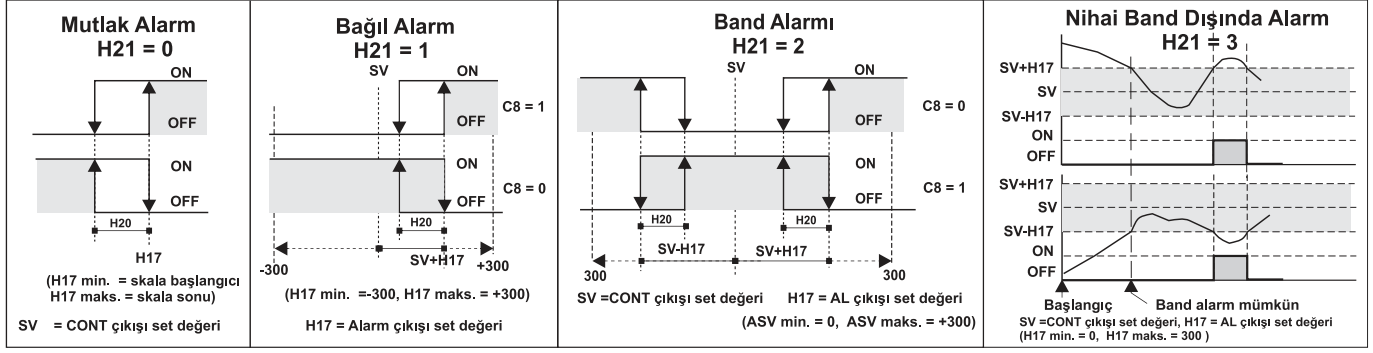 Mutlak Alarm
H21 = 0
ON
OFF
ON
OFF
H20
H17
(H17 min. = skala başlangıcı
H17 maks. = skala sonu)
SV = CONT çıkışı set değeri
Bağıl Alarm
H21 = 1
SV
ON
C8 = 1
OFF
ON
C8 = 0
OFF
H20
SV+H17
-300
+300
(H17 min. =-300, H17 maks. = +300)
H17 = Alarm çıkışı set değeri
Band Alarmı
H21 = 2
SV
ON
C8 = 0
OFF
ON
C8 = 1
OFF
H20
H20
SV-H17
SV+H17
300
300
SV =CONT çıkışı set değeri H17 = AL çıkışı set değeri
(ASV min. = 0, ASV maks. = +300)
Nihai Band Dışında Alarm
H21 = 3
SV+H17
SV
SV-H17
ON
OFF
SV+H17
SV
SV-H17
ON
OFF
Başlangıç
Band alarm mümkün
SV =CONT çıkışı set değeri, H17 = AL çıkışı set değeri
(H17 min. = 0, H17 maks. = 300 )